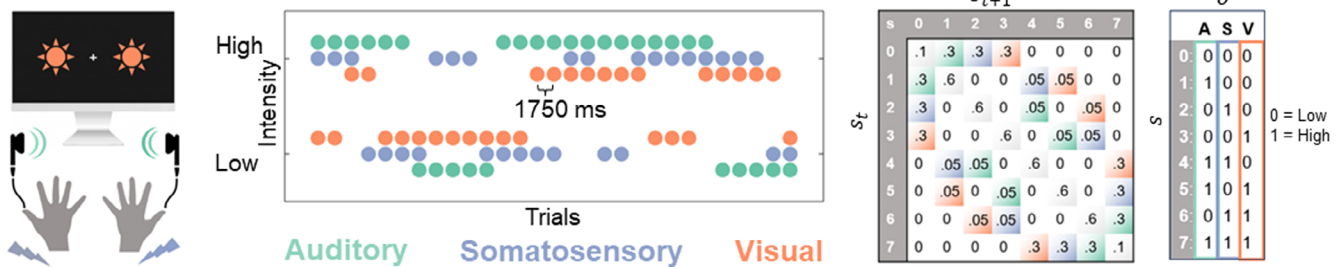 High
Low
Intensity
1750 ms
Trials
Auditory Somatosensory Visual
s 0 1 2 3 4 5 6 7
0 .1 .3 .3 .3 0 0 0 0
1 .3 .6 0 0 .05 .05 0 0
2 .3 0 .6 0 .05 0 .05 0
3 .3 0 0 .6 0 .05 .05 0
4 0 .05 .05 0 .6 0 0 .3
5 0 .05 0 .05 0 .6 0 .3
6 0 0 .05 .05 0 0 .6 .3
7 0 0 0 0 .3 .3 .3 .1
s_t
A S V
0: 0 0 0
1: 1 0 0
2: 0 1 0
3: 0 0 1
4: 1 1 0
5: 1 0 1
6: 0 1 1
7: 1 1 1
s
0 = Low
1 = High